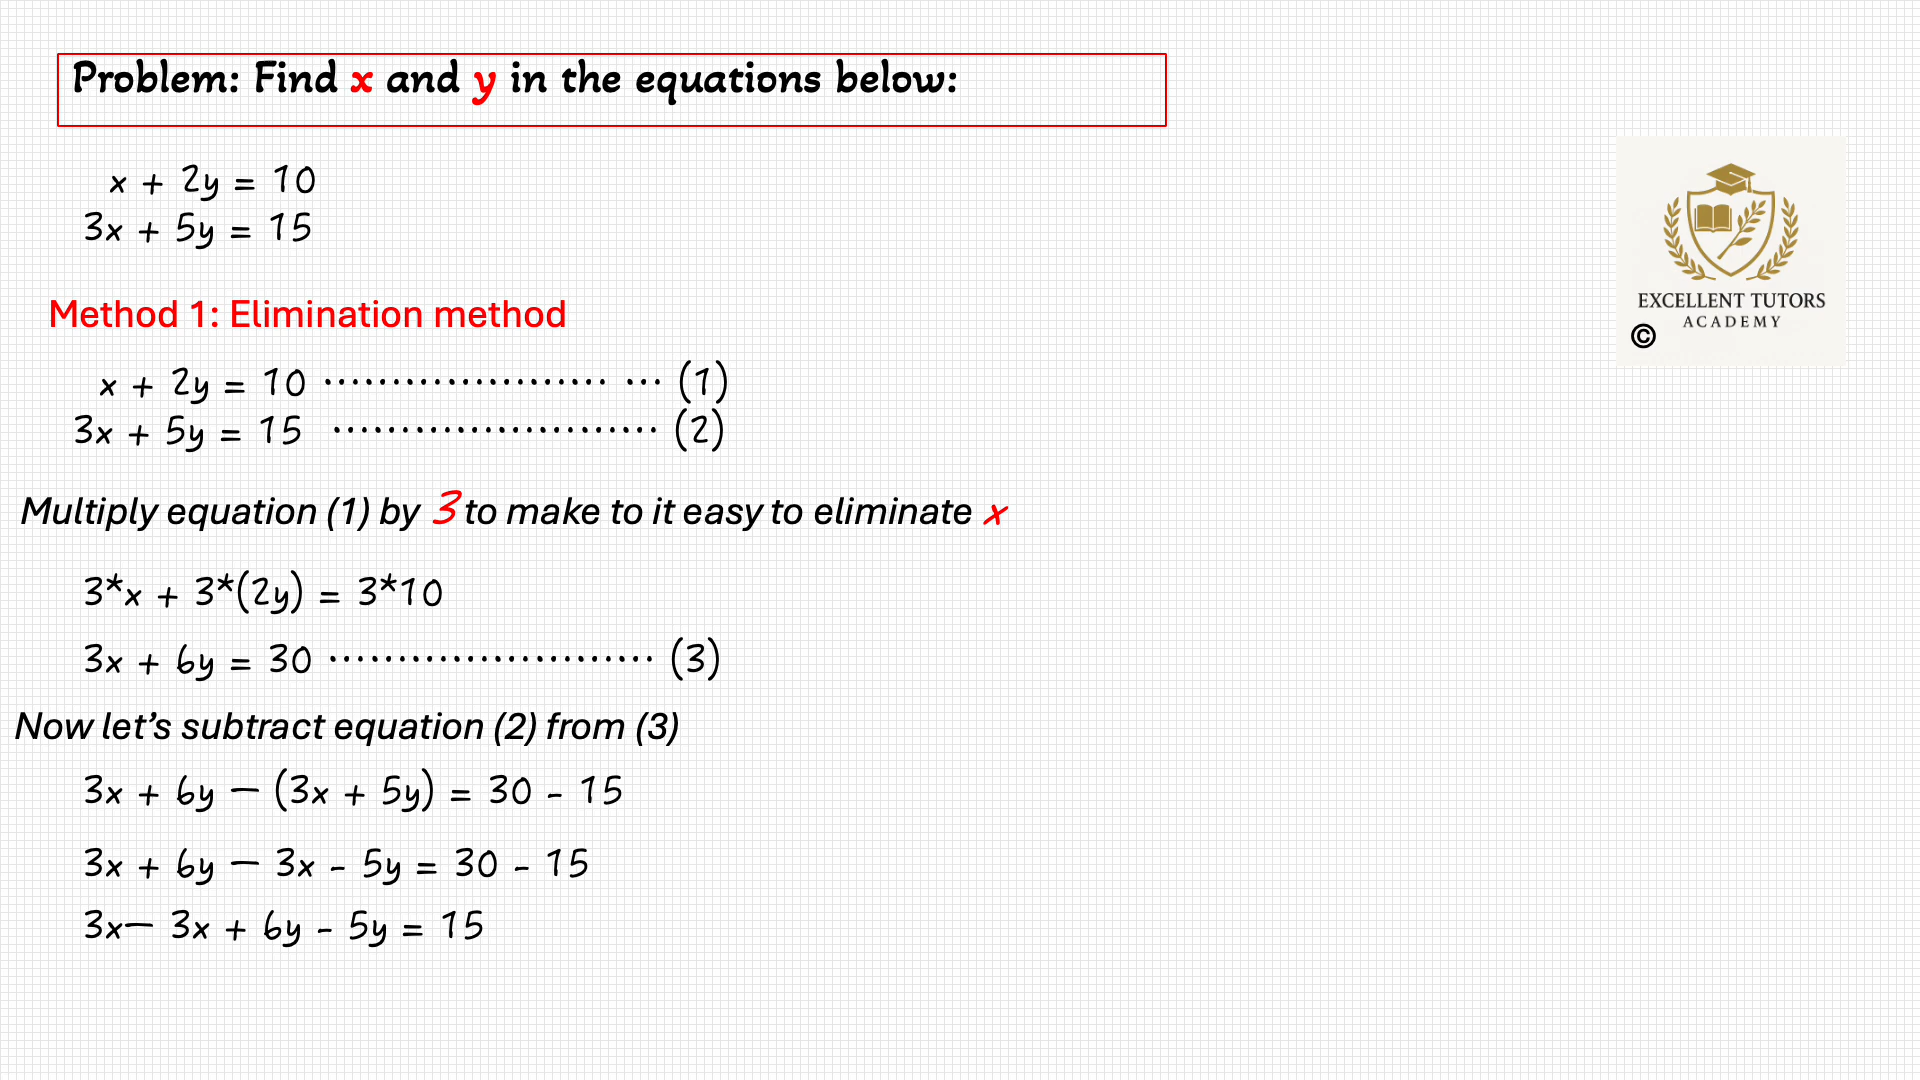 Problem: Find x and y in the equations below:
x + 2y = 10
3x + 5y = 15
EXCELLENT TUTORS
ACADEMY
©
Method 1: Elimination method
x + 2y = 10 ························ (1)
3x + 5y = 15 ························ (2)
Multiply equation (1) by 3 to make to it easy to eliminate x
3*x + 3*(2y) = 3*10
3x + 6y = 30 ························ (3)
Now let’s subtract equation (2) from (3)
3x + 6y — (3x + 5y) = 30 - 15
3x + 6y — 3x - 5y = 30 - 15
3x— 3x + 6y - 5y = 15